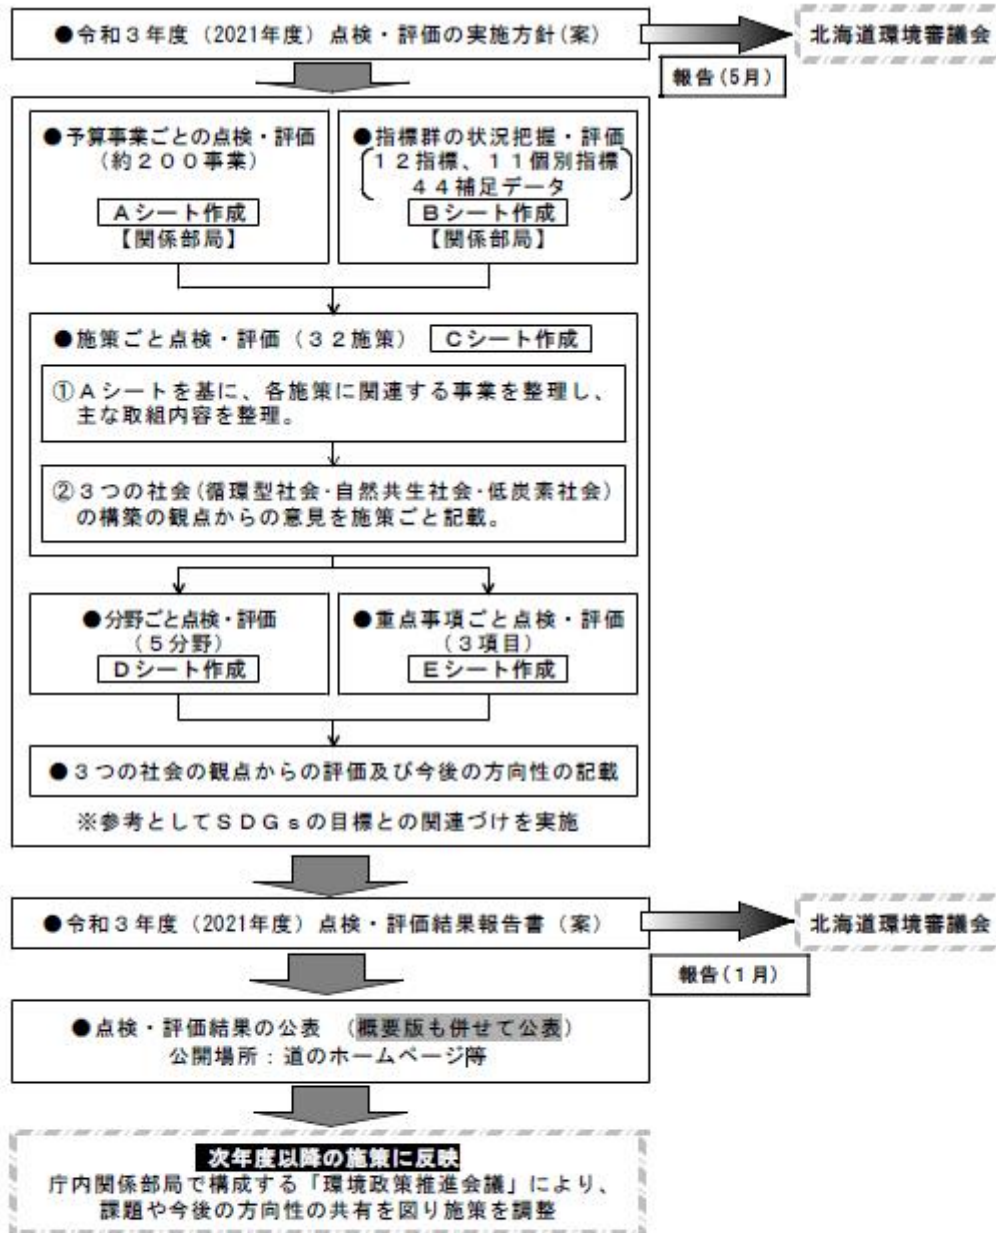 ●令和3年度（2021年度）点検・評価の実施方針(案)
北海道環境審議会
報告(5月)
●予算事業ごとの点検・評価
（約200事業）
Aシート作成
【関係部局】
●指標群の状況把握・評価
12指標、11個別指標
44補足データ
Bシート作成
【関係部局】
●施策ごと点検・評価（32施策） Cシート作成
①Aシートを基に、各施策に関連する事業を整理し、
主な取組内容を整理。
②3つの社会(循環型社会・自然共生社会・低炭素社会)
の構築の観点からの意見を施策ごと記載。
●分野ごと点検・評価
（5分野）
Dシート作成
●重点事項ごと点検・評価
（3項目）
Eシート作成
●3つの社会の観点からの評価及び今後の方向性の記載
※参考としてSDGsの目標との関連づけを実施
●令和3年度（2021年度）点検・評価結果報告書（案）
北海道環境審議会
報告(1月)
●点検・評価結果の公表 （概要版も併せて公表）
公開場所：道のホームページ等
次年度以降の施策に反映
庁内関係部局で構成する「環境政策推進会議」により、
課題や今後の方向性の共有を図り施策を調整